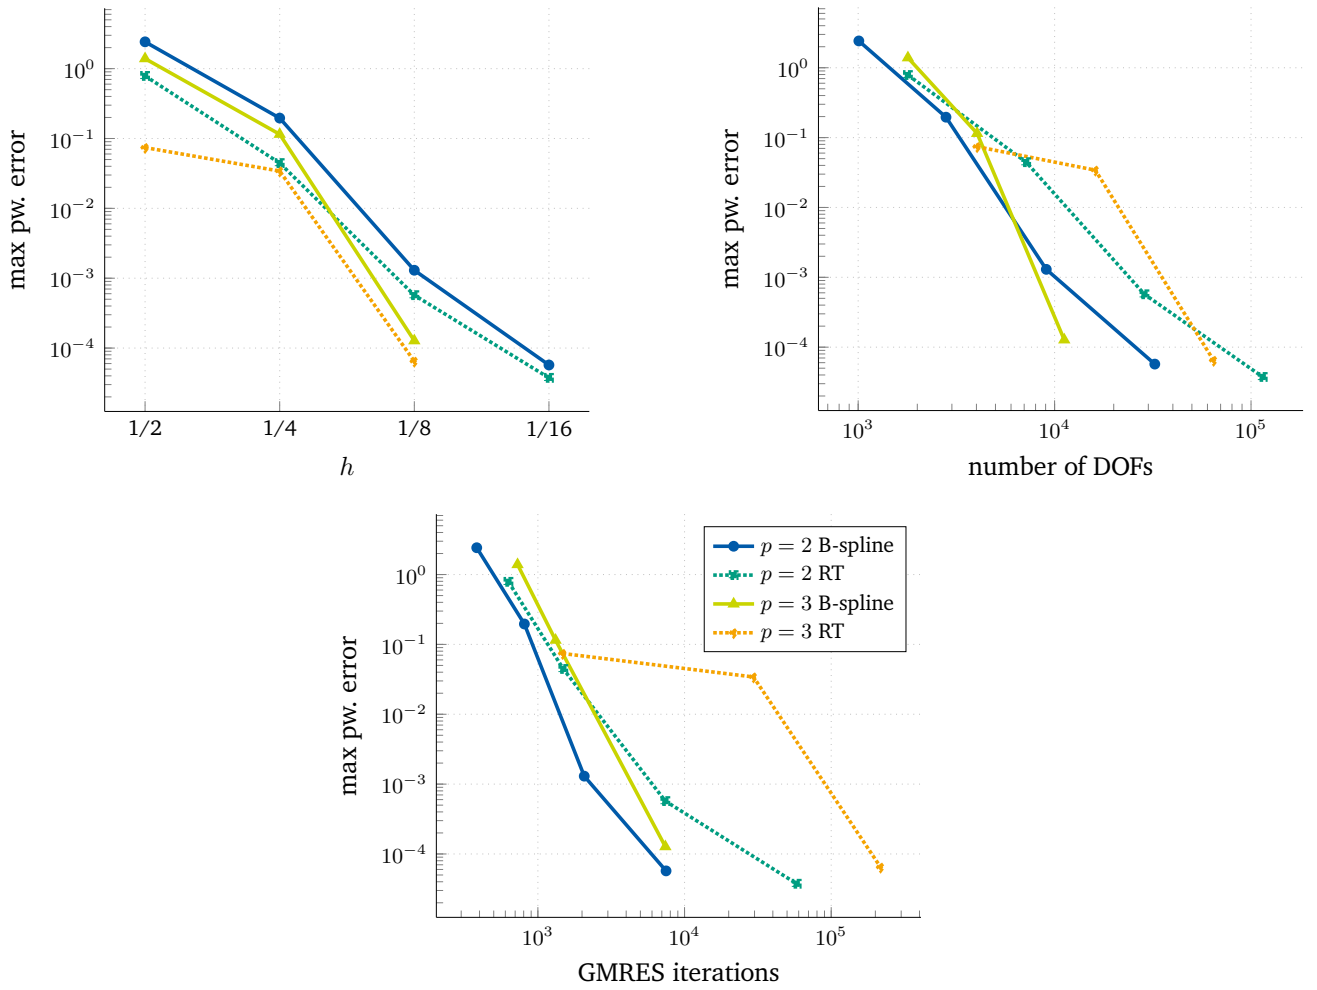 max pw. error
10^0
10^−1
10^−2
10^−3
10^−4
1/2 1/4 1/8 1/16
h
max pw. error
10^0
10^−1
10^−2
10^−3
10^−4
10^3 10^4 10^5
number of DOFs
max pw. error
10^0
10^−1
10^−2
10^−3
10^−4
10^3 10^4 10^5
GMRES iterations
p = 2 B-spline
p = 2 RT
p = 3 B-spline
p = 3 RT